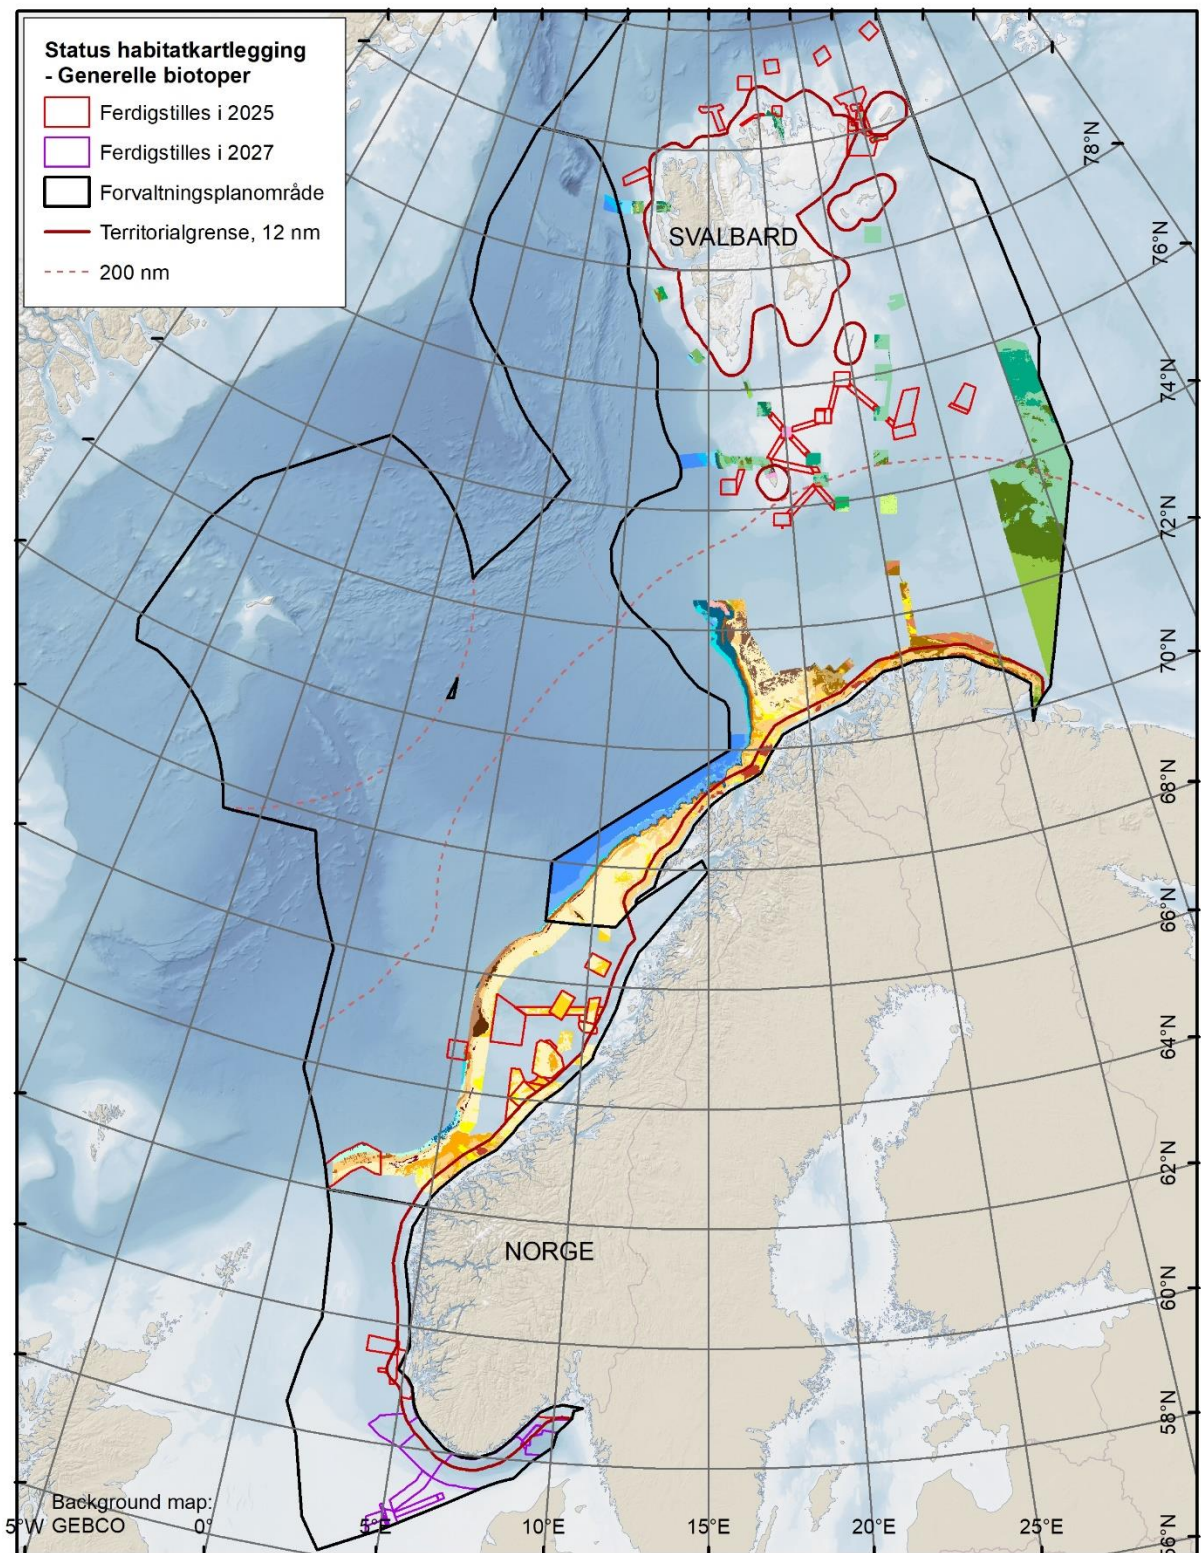 Status habitatkartlegging
- Generelle biotoper
Ferdigstilles i 2025
Ferdigstilles i 2027
Forvaltningsplanområde
Territorialgrense, 12 nm
200 nm
SVALBARD
NORGE
78°N
76°N
74°N
72°N
70°N
68°N
66°N
64°N
62°N
60°N
58°N
56°N
Background map:
GEBCO
5°W
0°
5°E
10°E
15°E
20°E
25°E